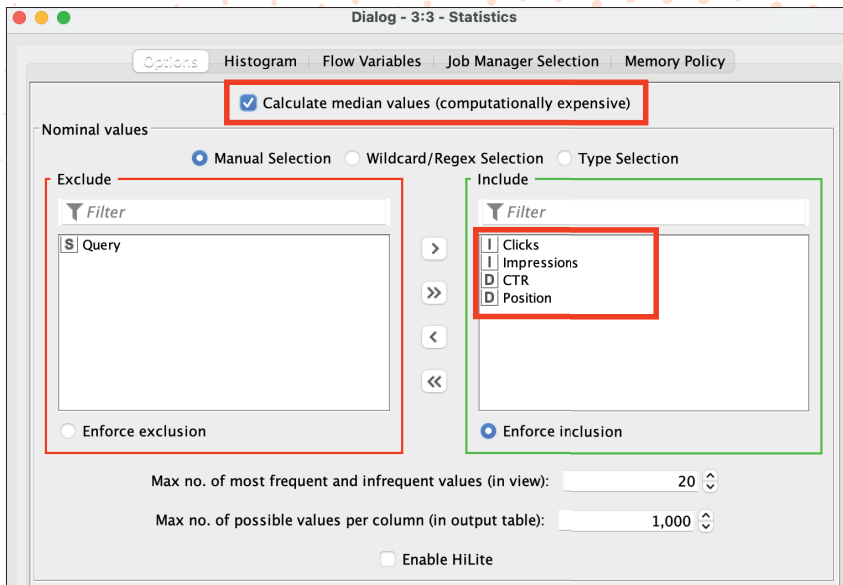 Dialog - 3:3 - Statistics
Options Histogram Flow Variables Job Manager Selection Memory Policy
Calculate median values (computationally expensive)
Nominal values
Manual Selection Wildcard/Regex Selection Type Selection
Exclude
Filter
S Query
Enforce exclusion
>
>>
<
<<
Include
Filter
I Clicks
I Impressions
D CTR
D Position
Enforce inclusion
Max no. of most frequent and infrequent values (in view): 20
Max no. of possible values per column (in output table): 1,000
Enable HiLite